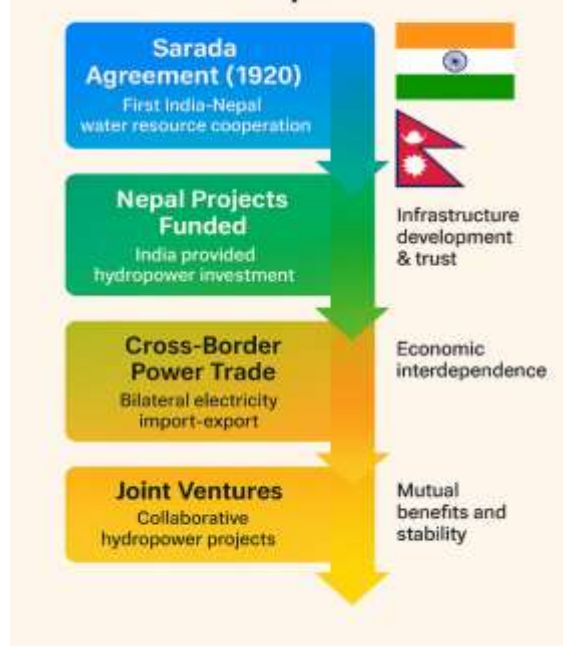 Sarada
Agreement (1920)
First India-Nepal
water resource cooperation
Nepal Projects
Funded
India provided
hydropower investment
Infrastructure
development
& trust
Cross-Border
Power Trade
Bilateral electricity
import-export
Economic
interdependence
Joint Ventures
Collaborative
hydropower projects
Mutual
benefits and
stability